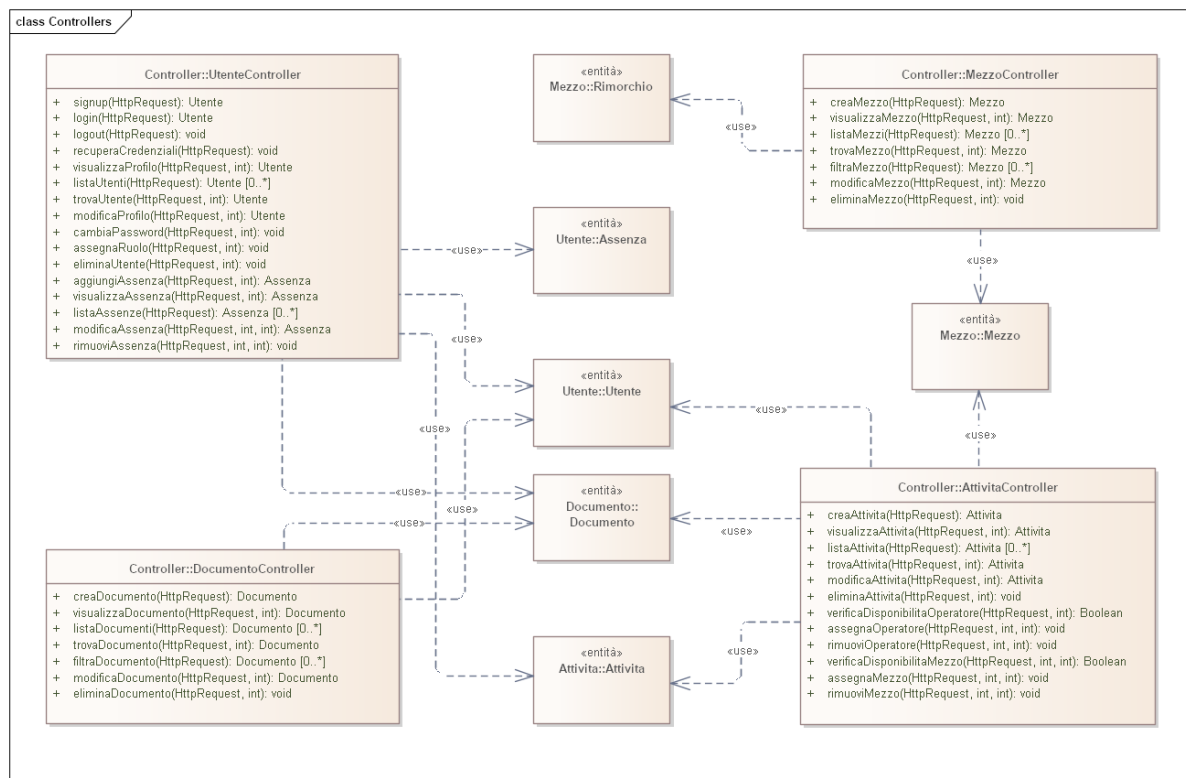 class Controllers
Controller::UtenteController
+ signup(HttpRequest): Utente
+ login(HttpRequest): Utente
+ logout(HttpRequest): void
+ recuperaCredenziali(HttpRequest): void
+ visualizzaProfilo(HttpRequest, int): Utente
+ listaUtenti(HttpRequest): Utente [0..*]
+ trovaUtente(HttpRequest, int): Utente
+ modificaProfilo(HttpRequest, int): Utente
+ cambiaPassword(HttpRequest, int): void
+ assegnaRuolo(HttpRequest, int): void
+ eliminaUtente(HttpRequest, int): void
+ aggiungiAssenza(HttpRequest, int): Assenza
+ visualizzaAssenza(HttpRequest, int): Assenza
+ listaAssenze(HttpRequest): Assenza [0..*]
+ modificaAssenza(HttpRequest, int, int): Assenza
+ rimuoviAssenza(HttpRequest, int, int): void
«entità»
Mezzo::Rimorchio
«use»
Controller::MezzoController
+ creaMezzo(HttpRequest): Mezzo
+ visualizzaMezzo(HttpRequest, int): Mezzo
+ listaMezzi(HttpRequest): Mezzo [0..*]
+ trovaMezzo(HttpRequest, int): Mezzo
+ filtraMezzo(HttpRequest): Mezzo [0..*]
+ modificaMezzo(HttpRequest, int): Mezzo
+ eliminaMezzo(HttpRequest, int): void
«use»
«entità»
Utente::Assenza
«use»
«entità»
Mezzo::Mezzo
«use»
«entità»
Utente::Utente
«use»
«use»
«use»
«use»
«entità»
Documento::
Documento
«use»
«use»
«use»
«use»
Controller::AttivitaController
+ creaAttivita(HttpRequest): Attivita
+ visualizzaAttivita(HttpRequest, int): Attivita
+ listaAttivita(HttpRequest): Attivita [0..*]
+ trovaAttivita(HttpRequest, int): Attivita
+ modificaAttivita(HttpRequest, int): Attivita
+ eliminaAttivita(HttpRequest, int): void
+ verificaDisponibilitaOperatore(HttpRequest, int): Boolean
+ assegnaOperatore(HttpRequest, int, int): void
+ rimuoviOperatore(HttpRequest, int, int): void
+ verificaDisponibilitaMezzo(HttpRequest, int, int): Boolean
+ assegnaMezzo(HttpRequest, int, int): void
+ rimuoviMezzo(HttpRequest, int, int): void
Controller::DocumentoController
+ creaDocumento(HttpRequest): Documento
+ visualizzaDocumento(HttpRequest, int): Documento
+ listaDocumenti(HttpRequest): Documento [0..*]
+ trovaDocumento(HttpRequest, int): Documento
+ filtraDocumento(HttpRequest): Documento [0..*]
+ modificaDocumento(HttpRequest, int): Documento
+ eliminaDocumento(HttpRequest, int): void
«entità»
Attivita::Attivita
«use»